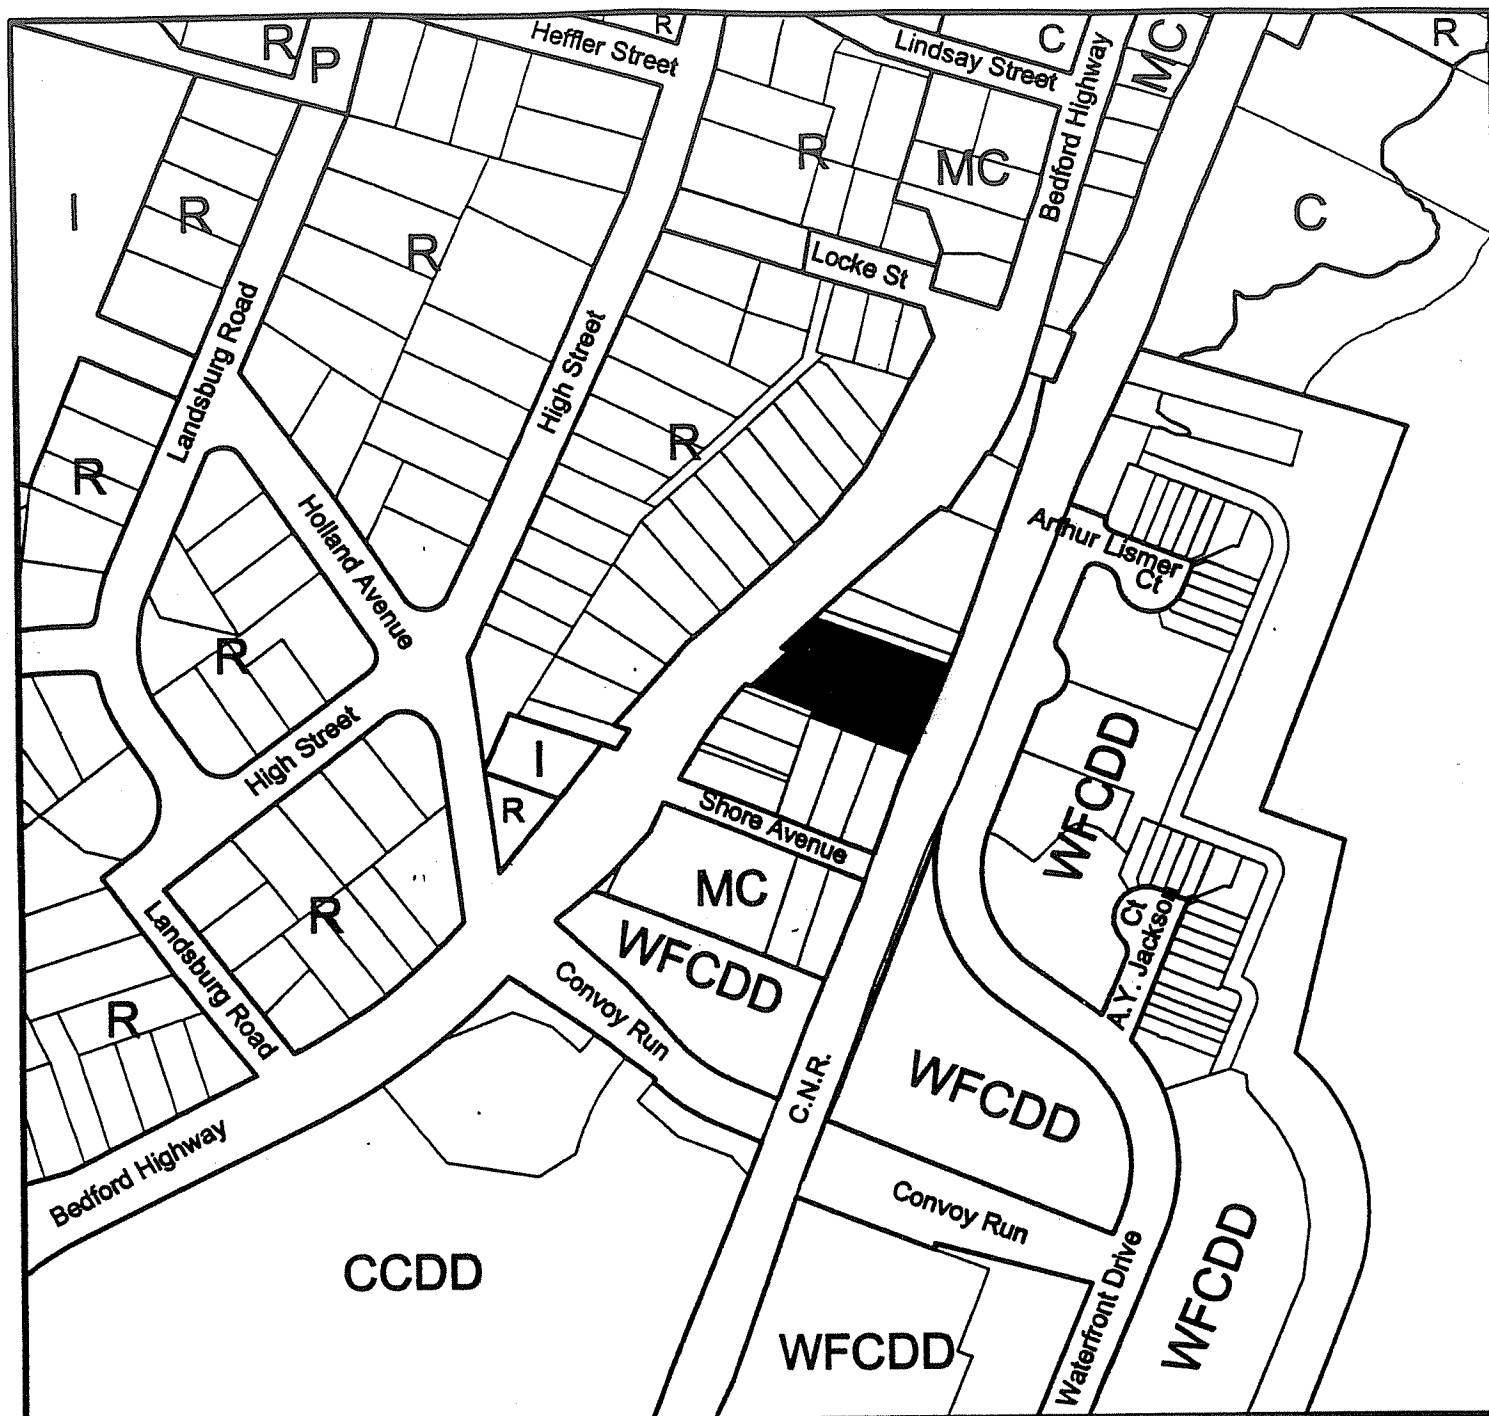 R
P
Heffler Street
R
Lindsay Street
C
Bedford Highway
MC
R
I
R
R
R
MC
C
Locke St
Landsburg Road
High Street
R
R
Holland Avenue
Arthur Lismer
Ct
R
High Street
I
R
Shore Avenue
MC
WFCDD
WFCDD
Ct
A.Y. Jackson
R
Landsburg Road
Convoy Run
R
C.N.R.
WFCDD
Bedford Highway
Convoy Run
CCDD
WFCDD
Waterfront Drive
WFCDD